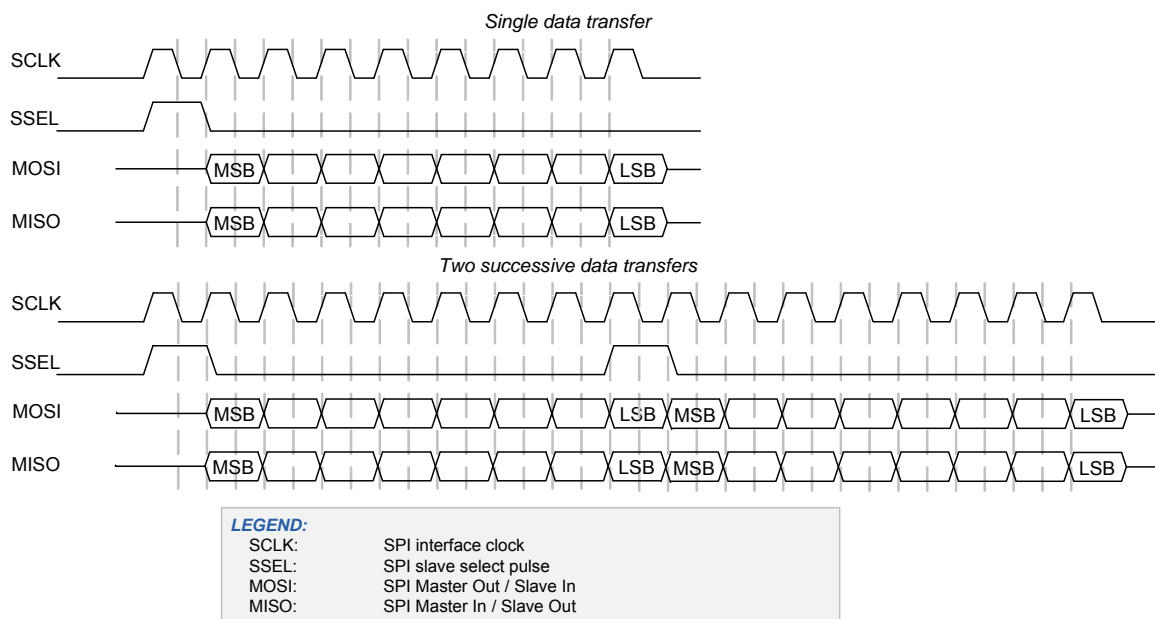 Single data transfer
SCLK
SSEL
MOSI MSB LSB
MISO MSB LSB
Two successive data transfers
SCLK
SSEL
MOSI MSB LSB MSB LSB
MISO MSB LSB MSB LSB
LEGEND:
SCLK: SPI interface clock
SSEL: SPI slave select pulse
MOSI: SPI Master Out / Slave In
MISO: SPI Master In / Slave Out